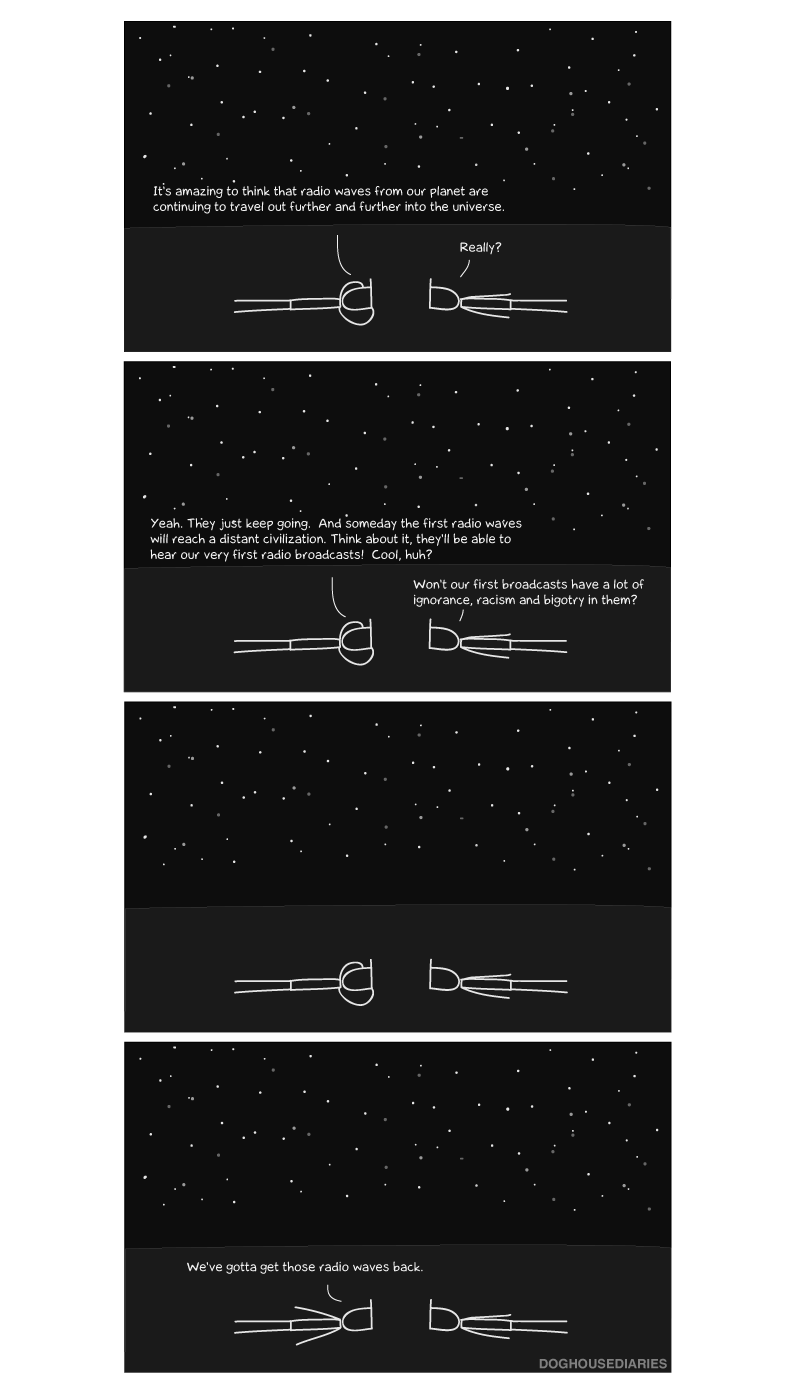 It's amazing to think that radio waves from our planet are
continuing to travel out further and further into the universe.
Really?
Yeah. They just keep going. And someday the first radio waves
will reach a distant civilization. Think about it, they'll be able to
hear our very first radio broadcasts! Cool, huh?
Won't our first broadcasts have a lot of
ignorance, racism and bigotry in them?
We've gotta get those radio waves back.
DOGHOUSEDIARIES